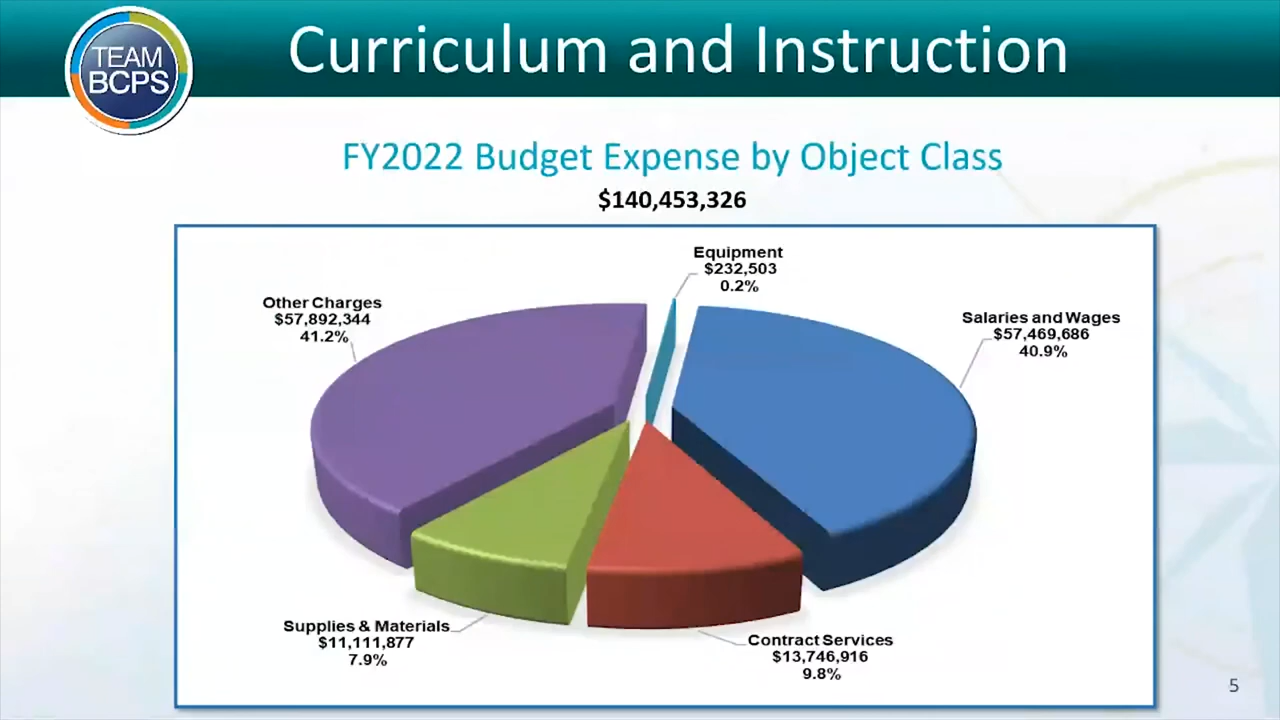 TEAM
BCPS
Curriculum and Instruction
FY2022 Budget Expense by Object Class
$140,453,326
Equipment
$232,503
0.2%
Other Charges
$57,892,344
41.2%
Salaries and Wages
$57,469,686
40.9%
Supplies & Materials
$11,111,877
7.9%
Contract Services
$13,746,916
9.8%
5